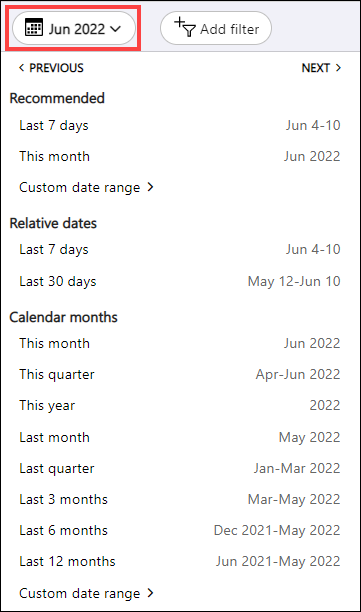 Jun 2022 Add filter
PREVIOUS NEXT
Recommended
Last 7 days Jun 4-10
This month Jun 2022
Custom date range
Relative dates
Last 7 days Jun 4-10
Last 30 days May 12-Jun 10
Calendar months
This month Jun 2022
This quarter Apr-Jun 2022
This year 2022
Last month May 2022
Last quarter Jan-Mar 2022
Last 3 months Mar-May 2022
Last 6 months Dec 2021-May 2022
Last 12 months Jun 2021-May 2022
Custom date range